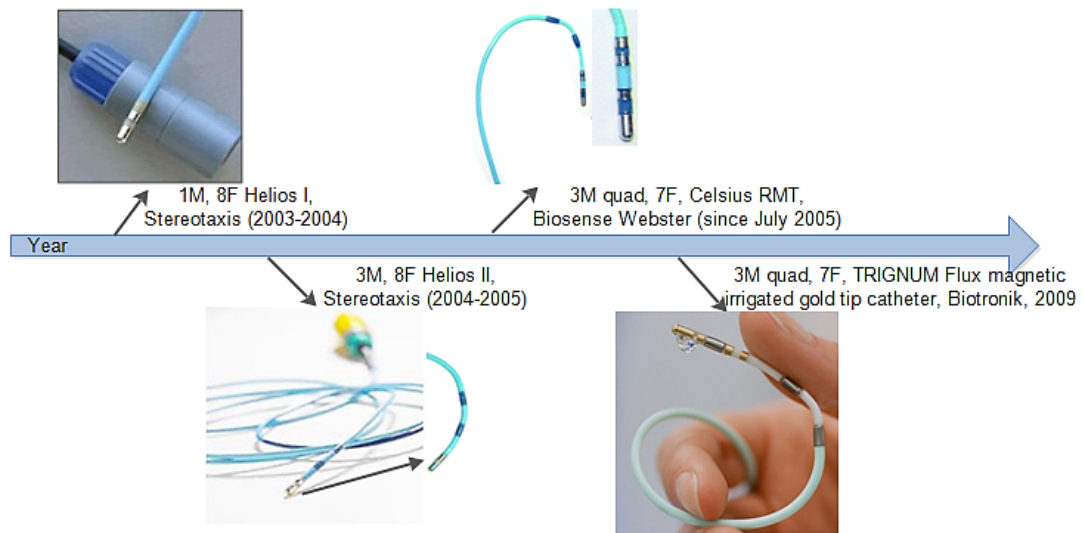 1M, 8F Helios I,
Stereotaxis (2003-2004)
3M quad, 7F, Celsius RMT,
Biosense Webster (since July 2005)
Year
3M, 8F Helios II,
Stereotaxis (2004-2005)
3M quad, 7F, TRIGNUM Flux magnetic
irrigated gold tip catheter, Biotronik, 2009